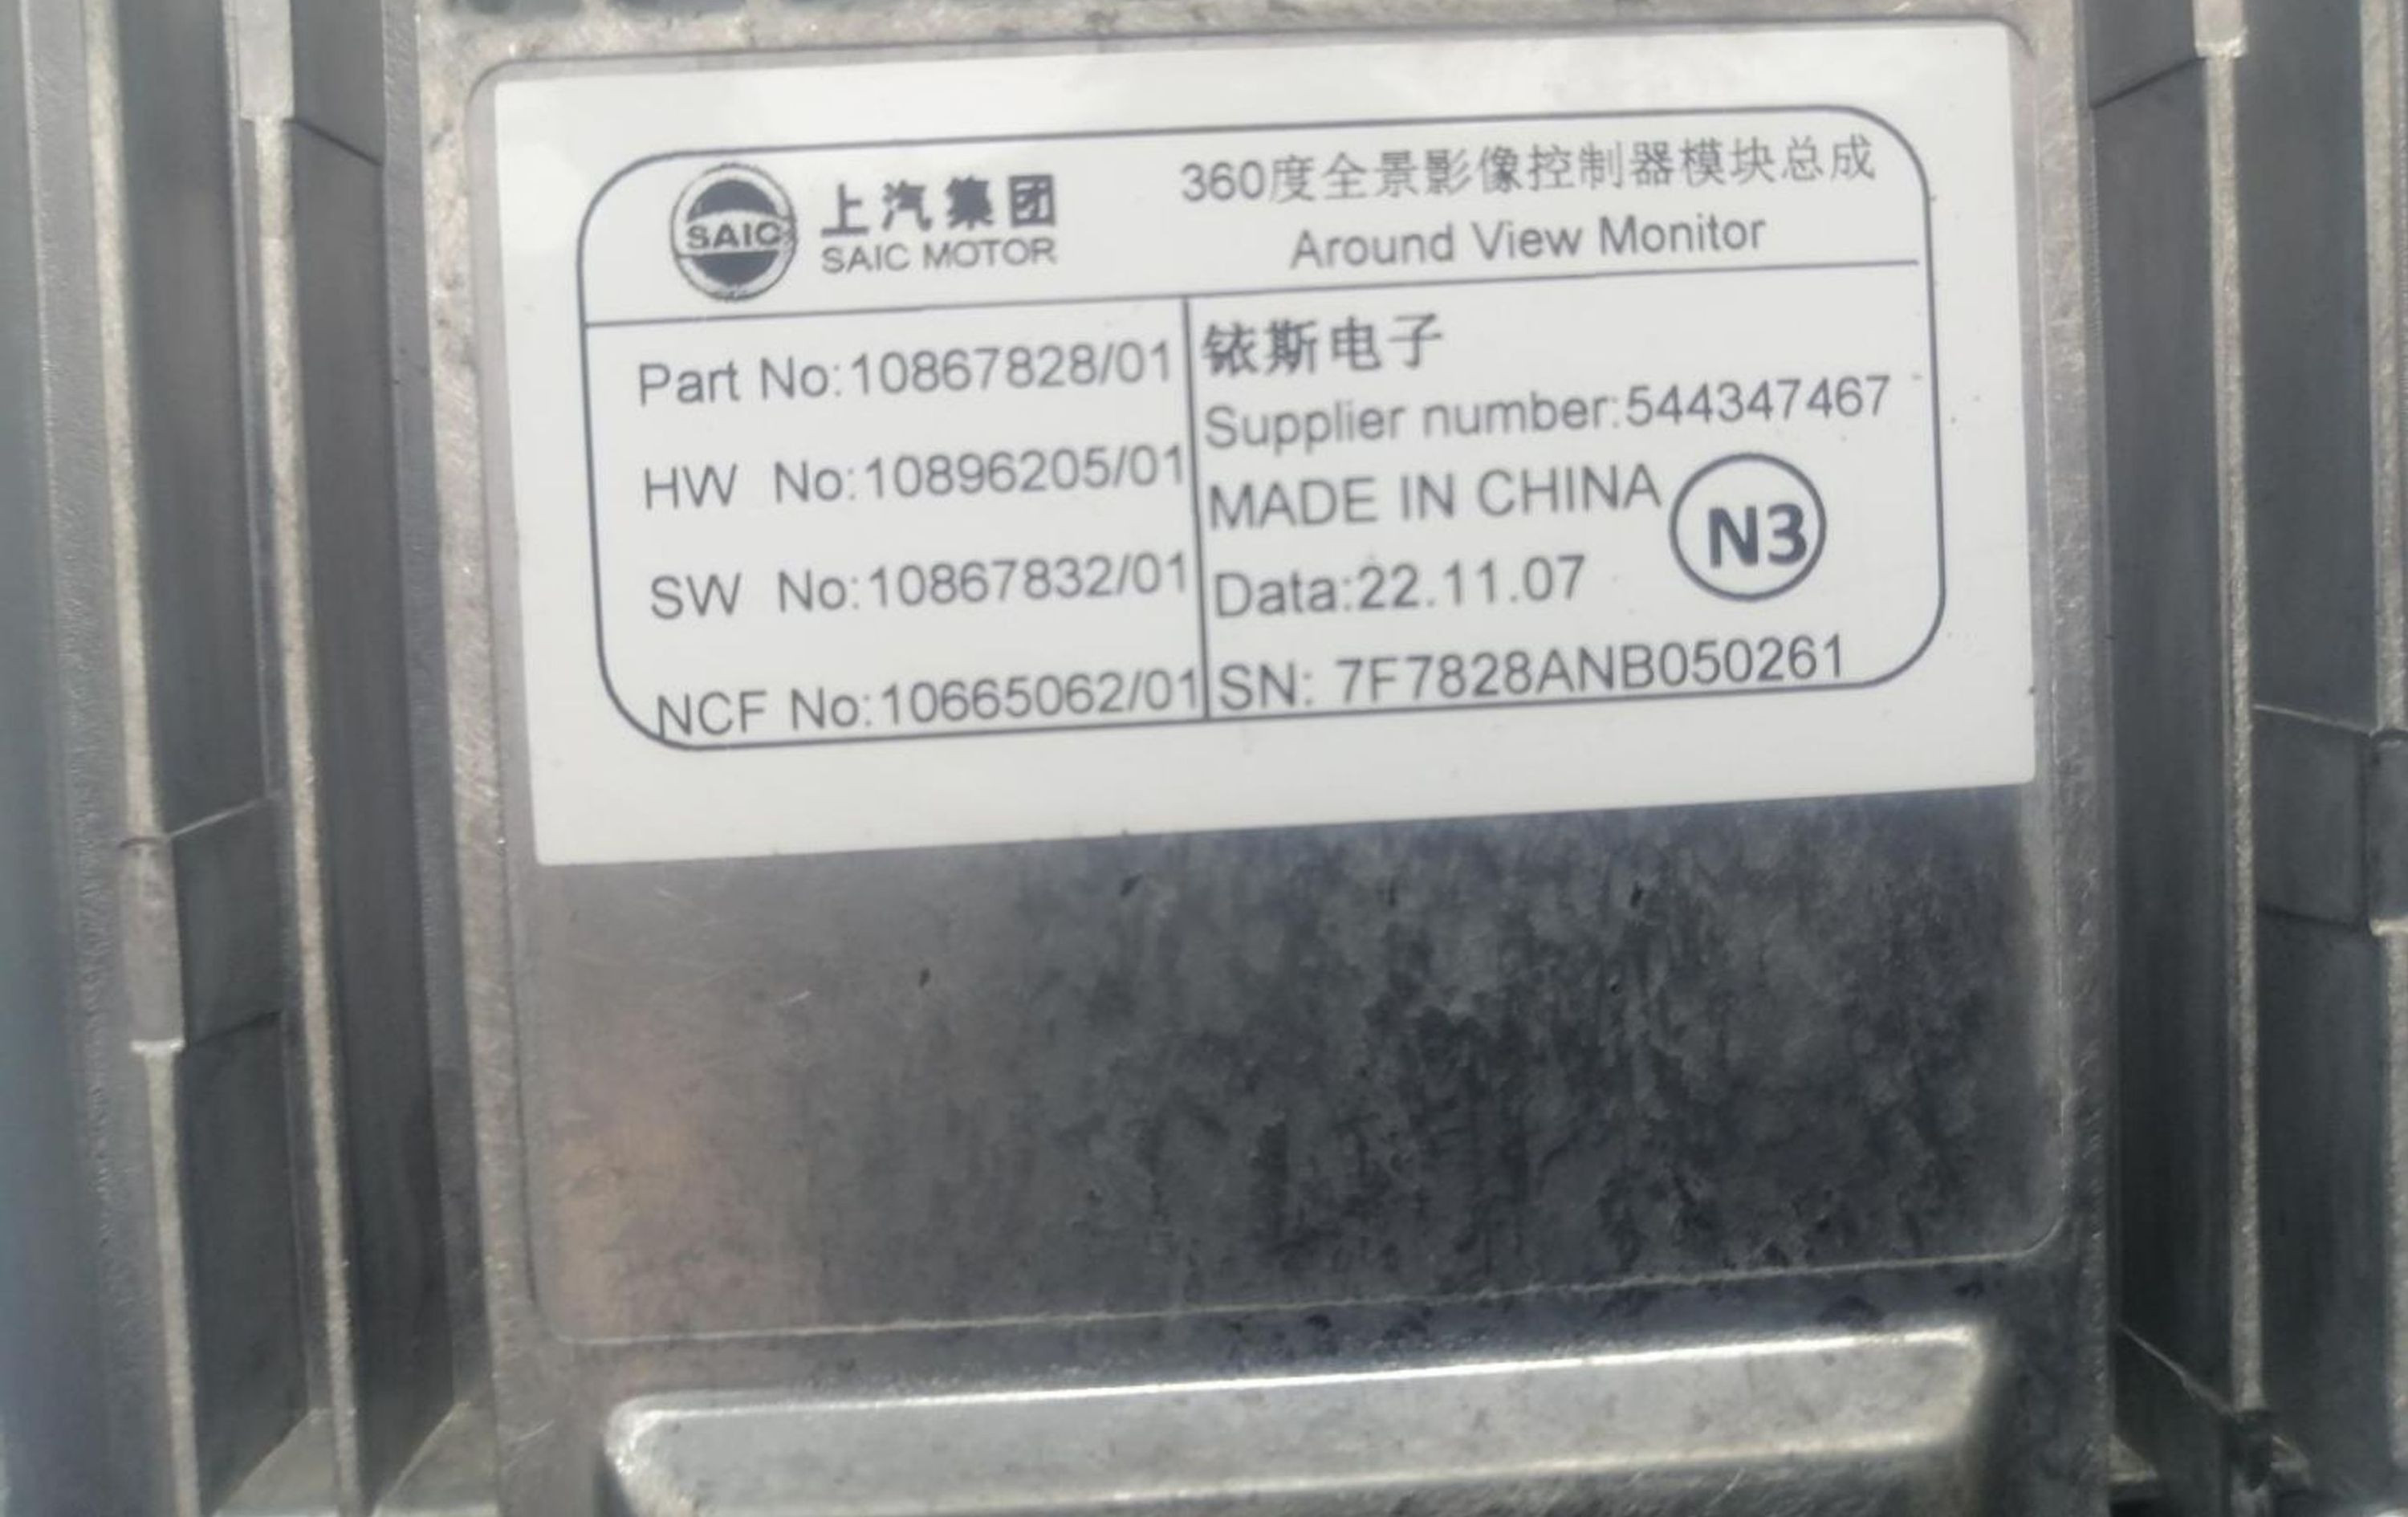 SAIC
上汽集团
SAIC MOTOR
360度全景影像控制器模块总成
Around View Monitor
Part No:10867828/01
HW No:10896205/01
SW No:10867832/01
NCF No:10665062/01
铱斯电子
Supplier number:544347467
MADE IN CHINA
N3
Data:22.11.07
SN: 7F7828ANB050261